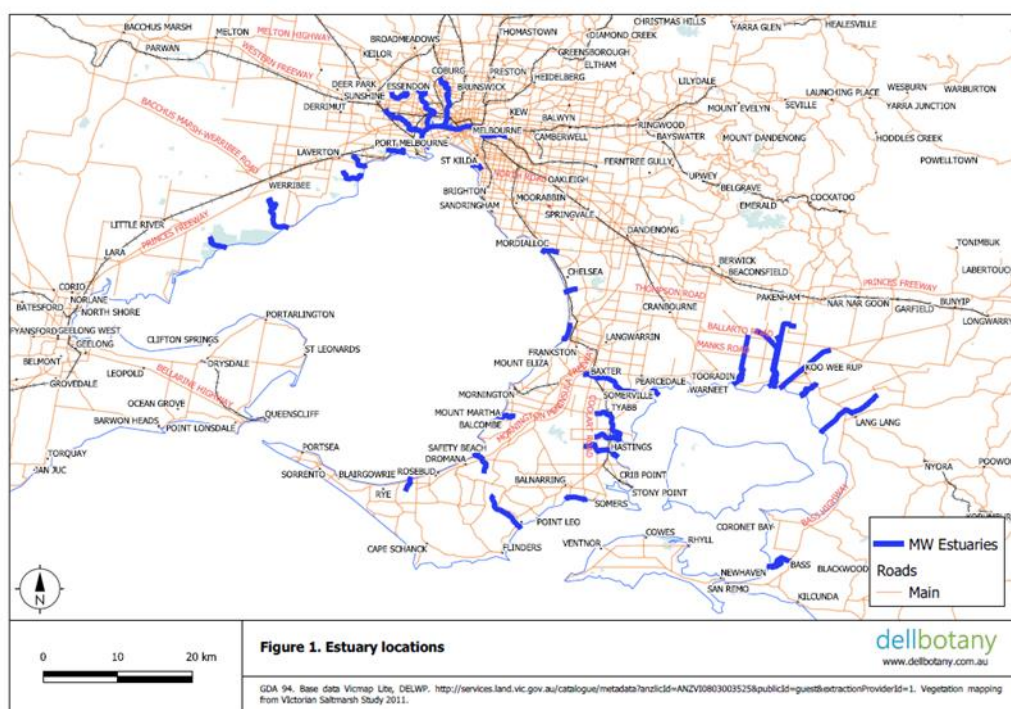 BACCHUS MARSH
MELTON
MELTON HIGHWAY
PARWAN
WESTERN FREEWAY
BROADMEADOWS
KEILOR
THOMASTOWN
CHRISTMAS HILLS
DIAMOND CREEK
YARRA GLEN
HEALESVILLE
GREENSBOROUGH
ELTHAM
COBURG
PRESTON
HEIDELBERG
DEER PARK
ESSENDON
SUNSHINE
BRUNSWICK
DERRIMUT
KEW
LILYDALE
MOUNT EVELYN
SEVILLE
LAUNCHING PLACE
WESBURN
WARBURTON
YARRA JUNCTION
BACCHUS MARSH-WERRIBEE ROAD
MELBOURNE
BALWYN
CAMBERWELL
RINGWOOD
BAYSWATER
MOUNT DANDENONG
HODDLES CREEK
POWELLTOWN
PORT MELBOURNE
LAVERTON
ST KILDA
NORTH ROAD
OAKLEIGH
FERNTREE GULLY
UPWEY
BELGRAVE
COCKATOO
EMERALD
WERRIBEE
BRIGHTON
SANDRINGHAM
MOORABBIN
SPRINGVALE
LITTLE RIVER
PRINCES FREEWAY
DANDENONG
MORDIALLOC
LARA
BERWICK
BEACONSFIELD
TONIMBUK
LABERTOUCH
CHELSEA
THOMPSON ROAD
PAKENHAM
PRINCES FREEWAY
NAR NAR GOON
GARFIELD
BUNYIP
LONGWARRY
CORIO
NORLANE
BATESFORD
NORTH SHORE
FYANSFORD
GEELONG WEST
GEELONG
CRANBOURNE
PORTARLINGTON
CLIFTON SPRINGS
ST LEONARDS
LANGWARRIN
BALLARTO ROAD
MANKS ROAD
FRANKSTON
MOUNT ELIZA
BELMONT
LEOPOLD
DRYSDALE
GROVEDALE
BELLARINE HIGHWAY
BAXTER
PEARCEDALE
TOORADIN
WARNEET
KOO WEE RUP
MORNINGTON
SOMERVILLE
TYABB
OCEAN GROVE
QUEENSCLIFF
BARWON HEADS
POINT LONSDALE
MOUNT MARTHA
BALCOMBE
MORNINGTON PENINSULA FREEWAY
LANG LANG
HASTINGS
TORQUAY
JAN JUC
PORTSEA
SORRENTO
BLAIRGOWRIE
RYE
ROSEBUD
SAFETY BEACH
DROMANA
BALNARRING
CRIB POINT
STONY POINT
NYORA
SOMERS
POINT LEO
CAPE SCHANCK
FLINDERS
VENTNOR
COWES
RHYLL
CORONET BAY
BASS HIGHWAY
NEWHAVEN
BASS
BLACKWOOD
SAN REMO
KILCUNDA
MW Estuaries
Roads
Main
N
0 10 20 km
Figure 1. Estuary locations
dellbotany
www.dellbotany.com.au
GDA 94. Base data Vicmap Lite, DELWP. http://services.land.vic.gov.au/catalogue/metadata?anzlicId=ANZVI0803003525&publicId=guest&extractionProviderId=1. Vegetation mapping
from Victorian Saltmarsh Study 2011.